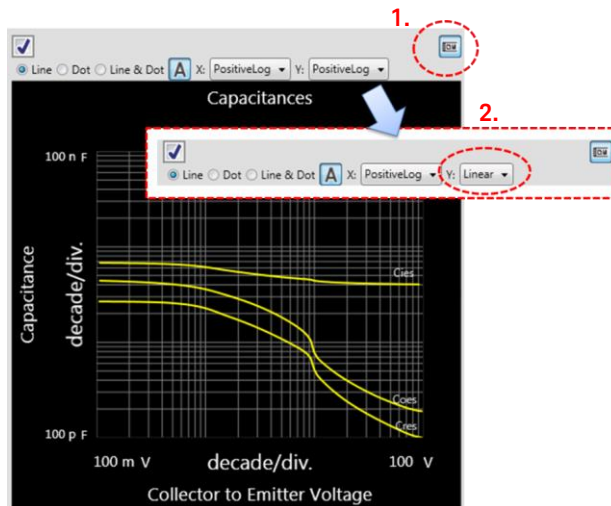 1.
Line Dot Line & Dot A X: PositiveLog Y: PositiveLog
Capacitances
2.
Line Dot Line & Dot A X: PositiveLog Y: Linear
100 n F
Capacitance
decade/div.
Cies
Coes
Cres
100 p F
100 m V decade/div. 100 V
Collector to Emitter Voltage